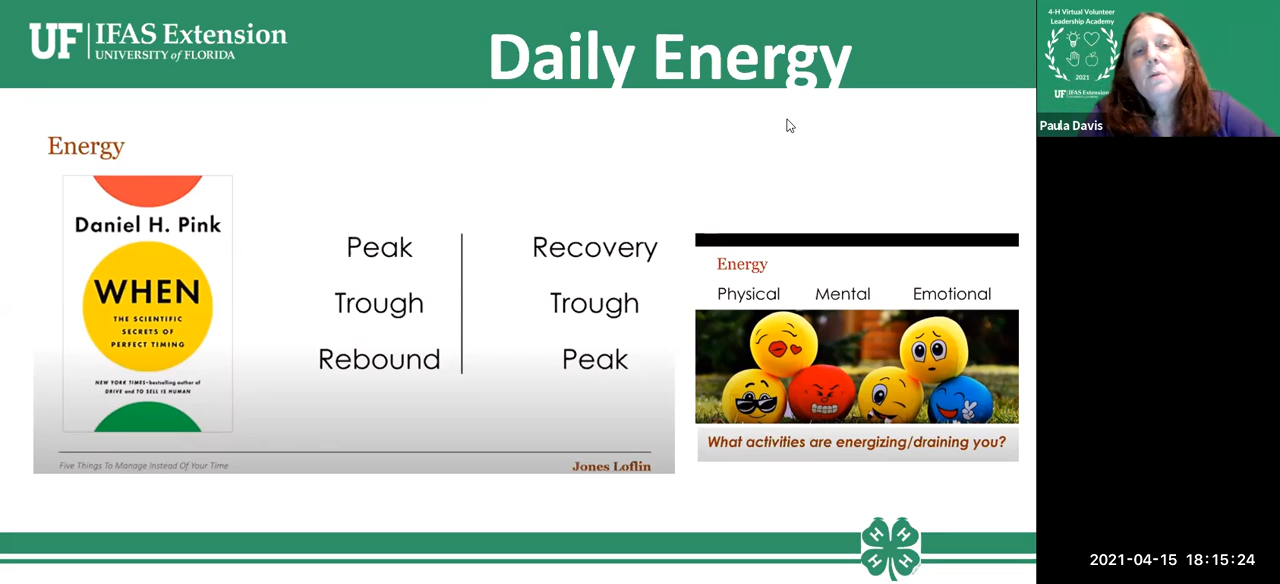 UF IFAS Extension
UNIVERSITY of FLORIDA
Daily Energy
Energy
Daniel H. Pink
WHEN
THE SCIENTIFIC
SECRETS OF
PERFECT TIMING
NEW YORK TIMES-bestselling author of
DRIVE and TO SELL IS HUMAN
Peak
Trough
Rebound
Recovery
Trough
Peak
Five Things To Manage Instead Of Your Time
Jones Loflin
Energy
Physical Mental Emotional
What activities are energizing/draining you?
H H
H H
4-H Virtual Volunteer
Leadership Academy
2021
UF IFAS Extension
Paula Davis
2021-04-15 18:15:24